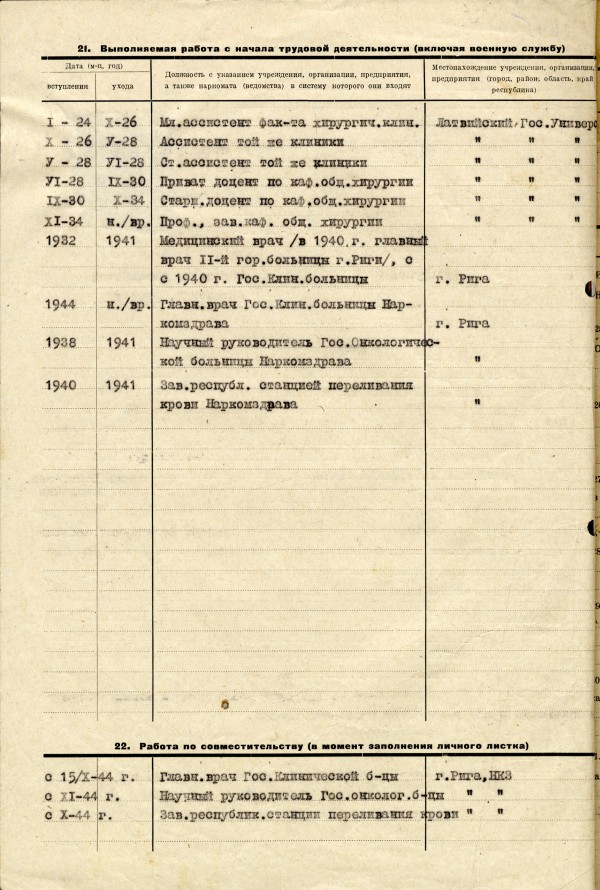 21. Выполняемая работа с начала трудовой деятельности (включая военную службу)
Дата (м-ц, год)
вступления
ухода
Должность с указанием учреждения, организации, предприятия,
а также наркомата (ведомства) в систему которого они входят
Местонахождение учреждения, организации,
предприятия (город, район, область, край
республика)
I - 24 X-26 Мл.ассистент фак-та хирургич.клин. Латвийский Гос.Универс
X - 26 У-28 Ассистент той же клиники " " "
У - 28 УI-28 Ст.ассистент той же клиники " " "
УI-28 IX-30 Приват доцент по каф.общ.хирургии " " "
IX-30 X-34 Старш.доцент по каф.общ.хирургии " " "
XI-34 н./вр. Проф., зав.каф. общ. хирургии " " "
1932 1941 Медицинский врач /в 1940.г. главный
врач II-й гор.больницы г.Риги/, с
с 1940 г. Гос.Клин.больницы г. Рига
1944 н./вр. Главн.врач Гос.Клин.больницы Нар-
комздрава г. Рига
1938 1941 Научный руководитель Гос.Онкологичес-
кой больницы Наркомздрава "
1940 1941 Зав.республ. станцией переливания
крови Наркомздрава "
22. Работа по совместительству (в момент заполнения личного листка)
с 15/X-44 г. Главн.врач Гос.Клинической б-цы г.Рига,НКЗ
с XI-44 г. Научный руководитель Гос.онколог.б-цы " "
с X-44 г. Зав.республик.станции переливания крови " "